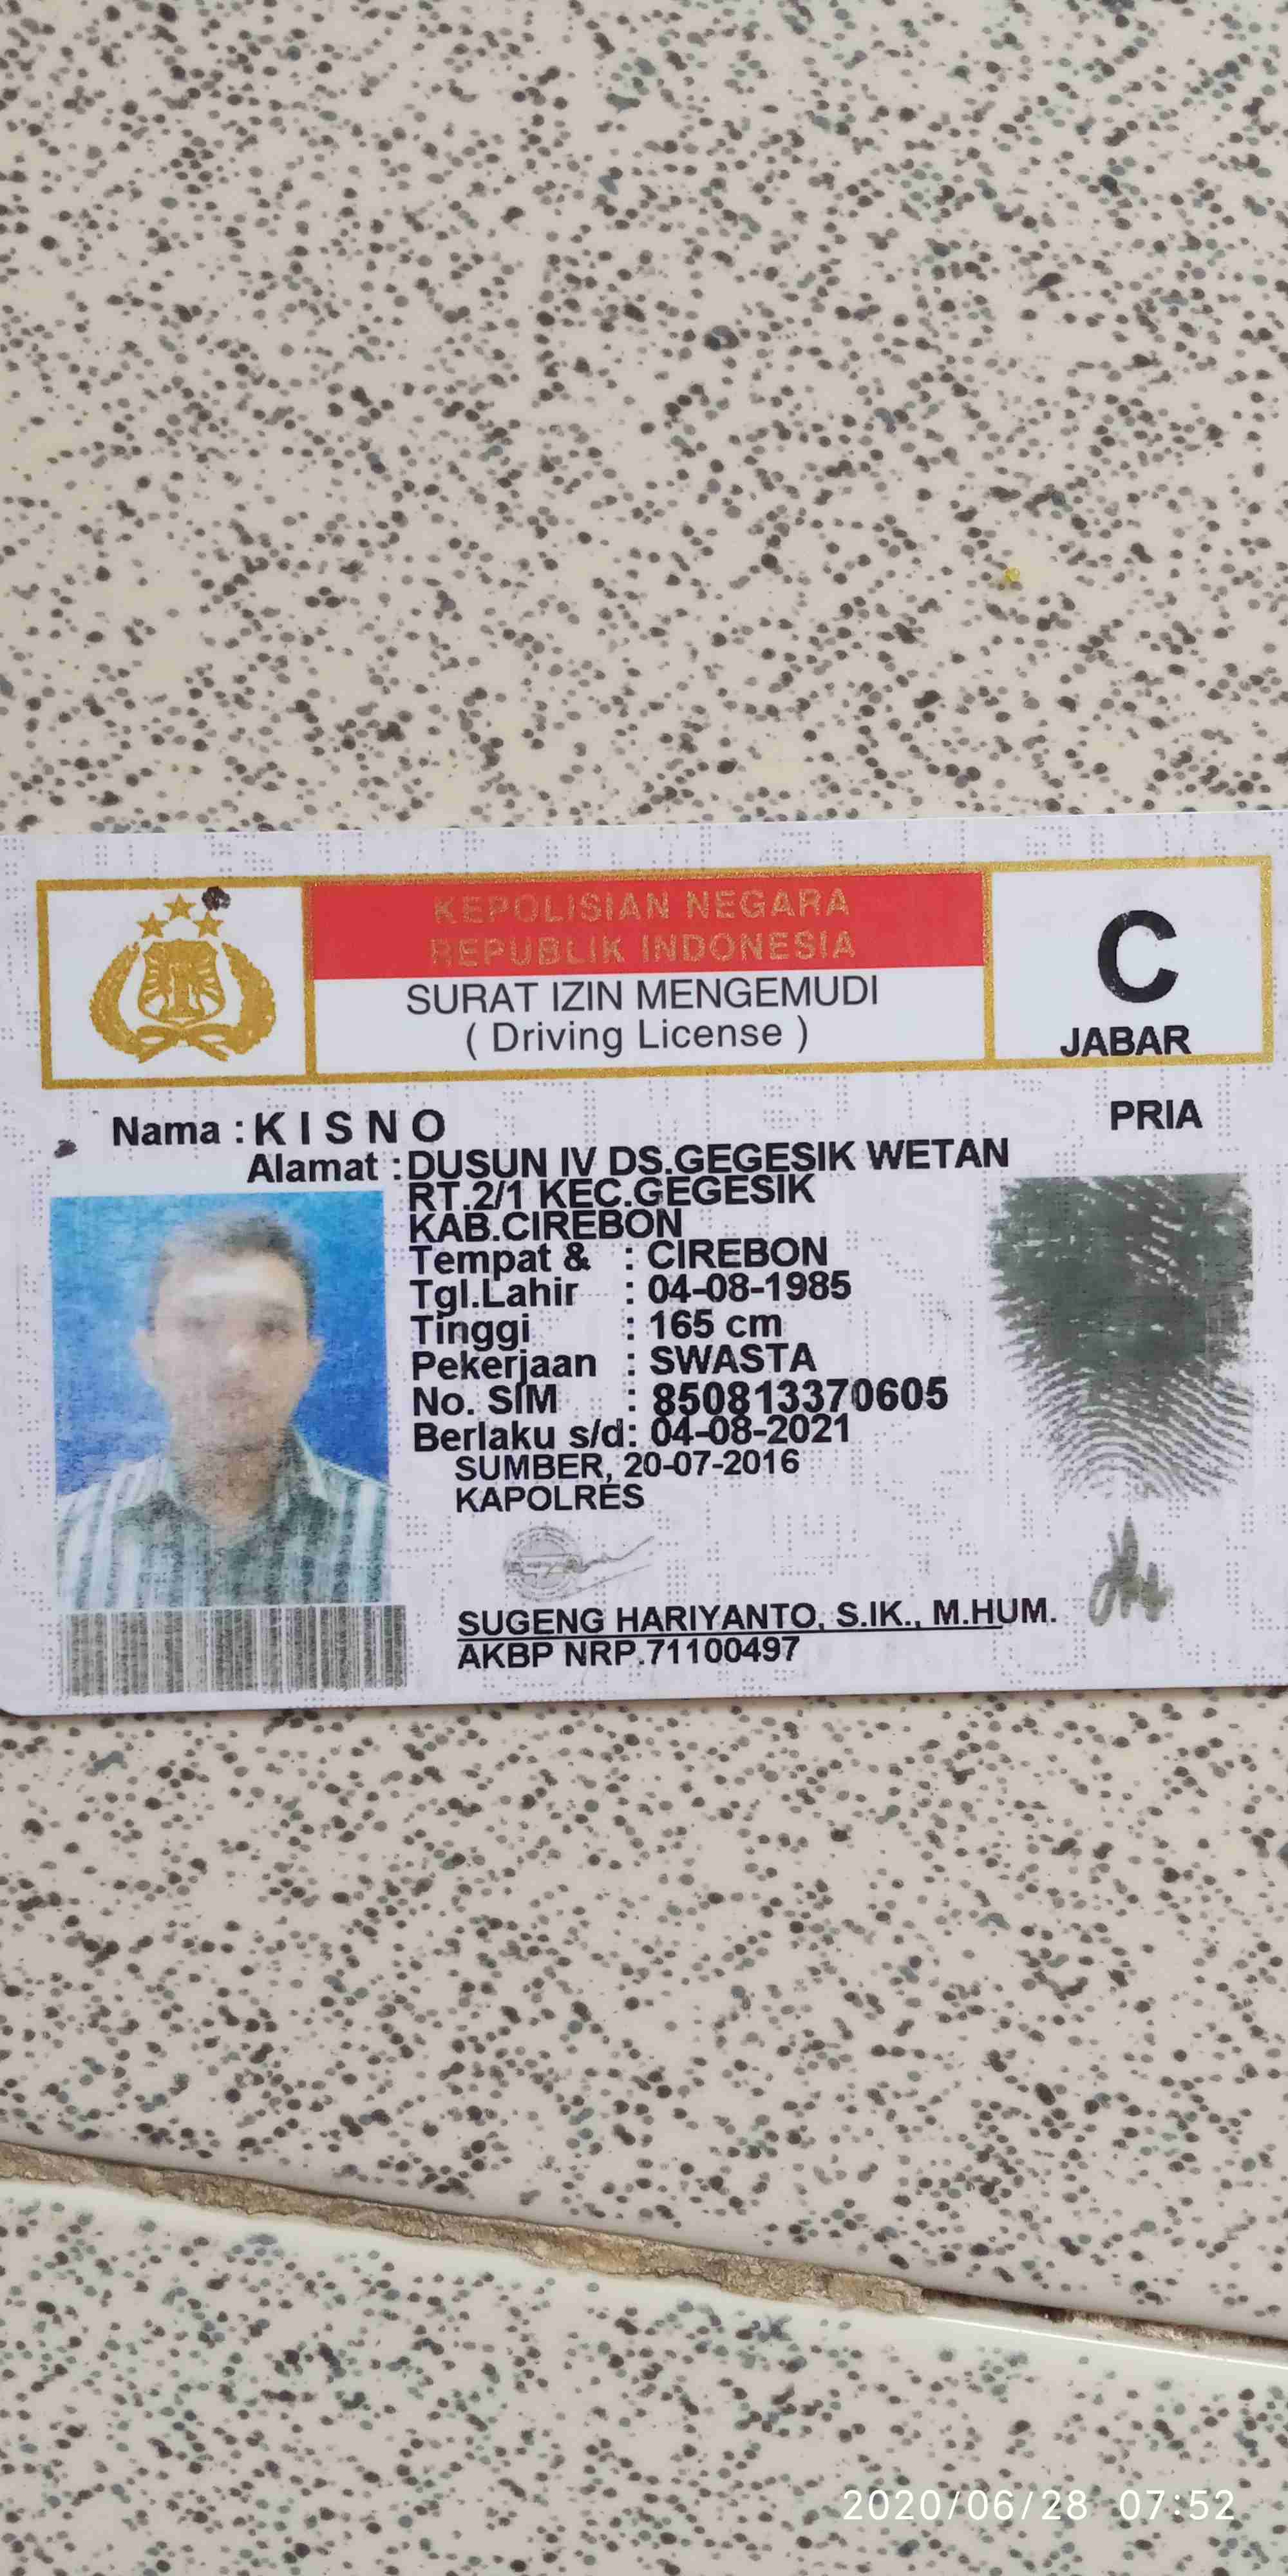 KEPOLISIAN NEGARA
REPUBLIK INDONESIA
SURAT IZIN MENGEMUDI
( Driving License )
C
JABAR
PRIA
Nama : K I S N O
Alamat : DUSUN IV DS.GEGESIK WETAN
RT.2/1 KEC.GEGESIK
KAB.CIREBON
Tempat & : CIREBON
Tgl.Lahir : 04-08-1985
Tinggi : 165 cm
Pekerjaan : SWASTA
No. SIM : 850813370605
Berlaku s/d: 04-08-2021
SUMBER, 20-07-2016
KAPOLRES
SUGENG HARIYANTO, S.IK., M.HUM.
AKBP NRP.71100497
2020/06/28 07:52